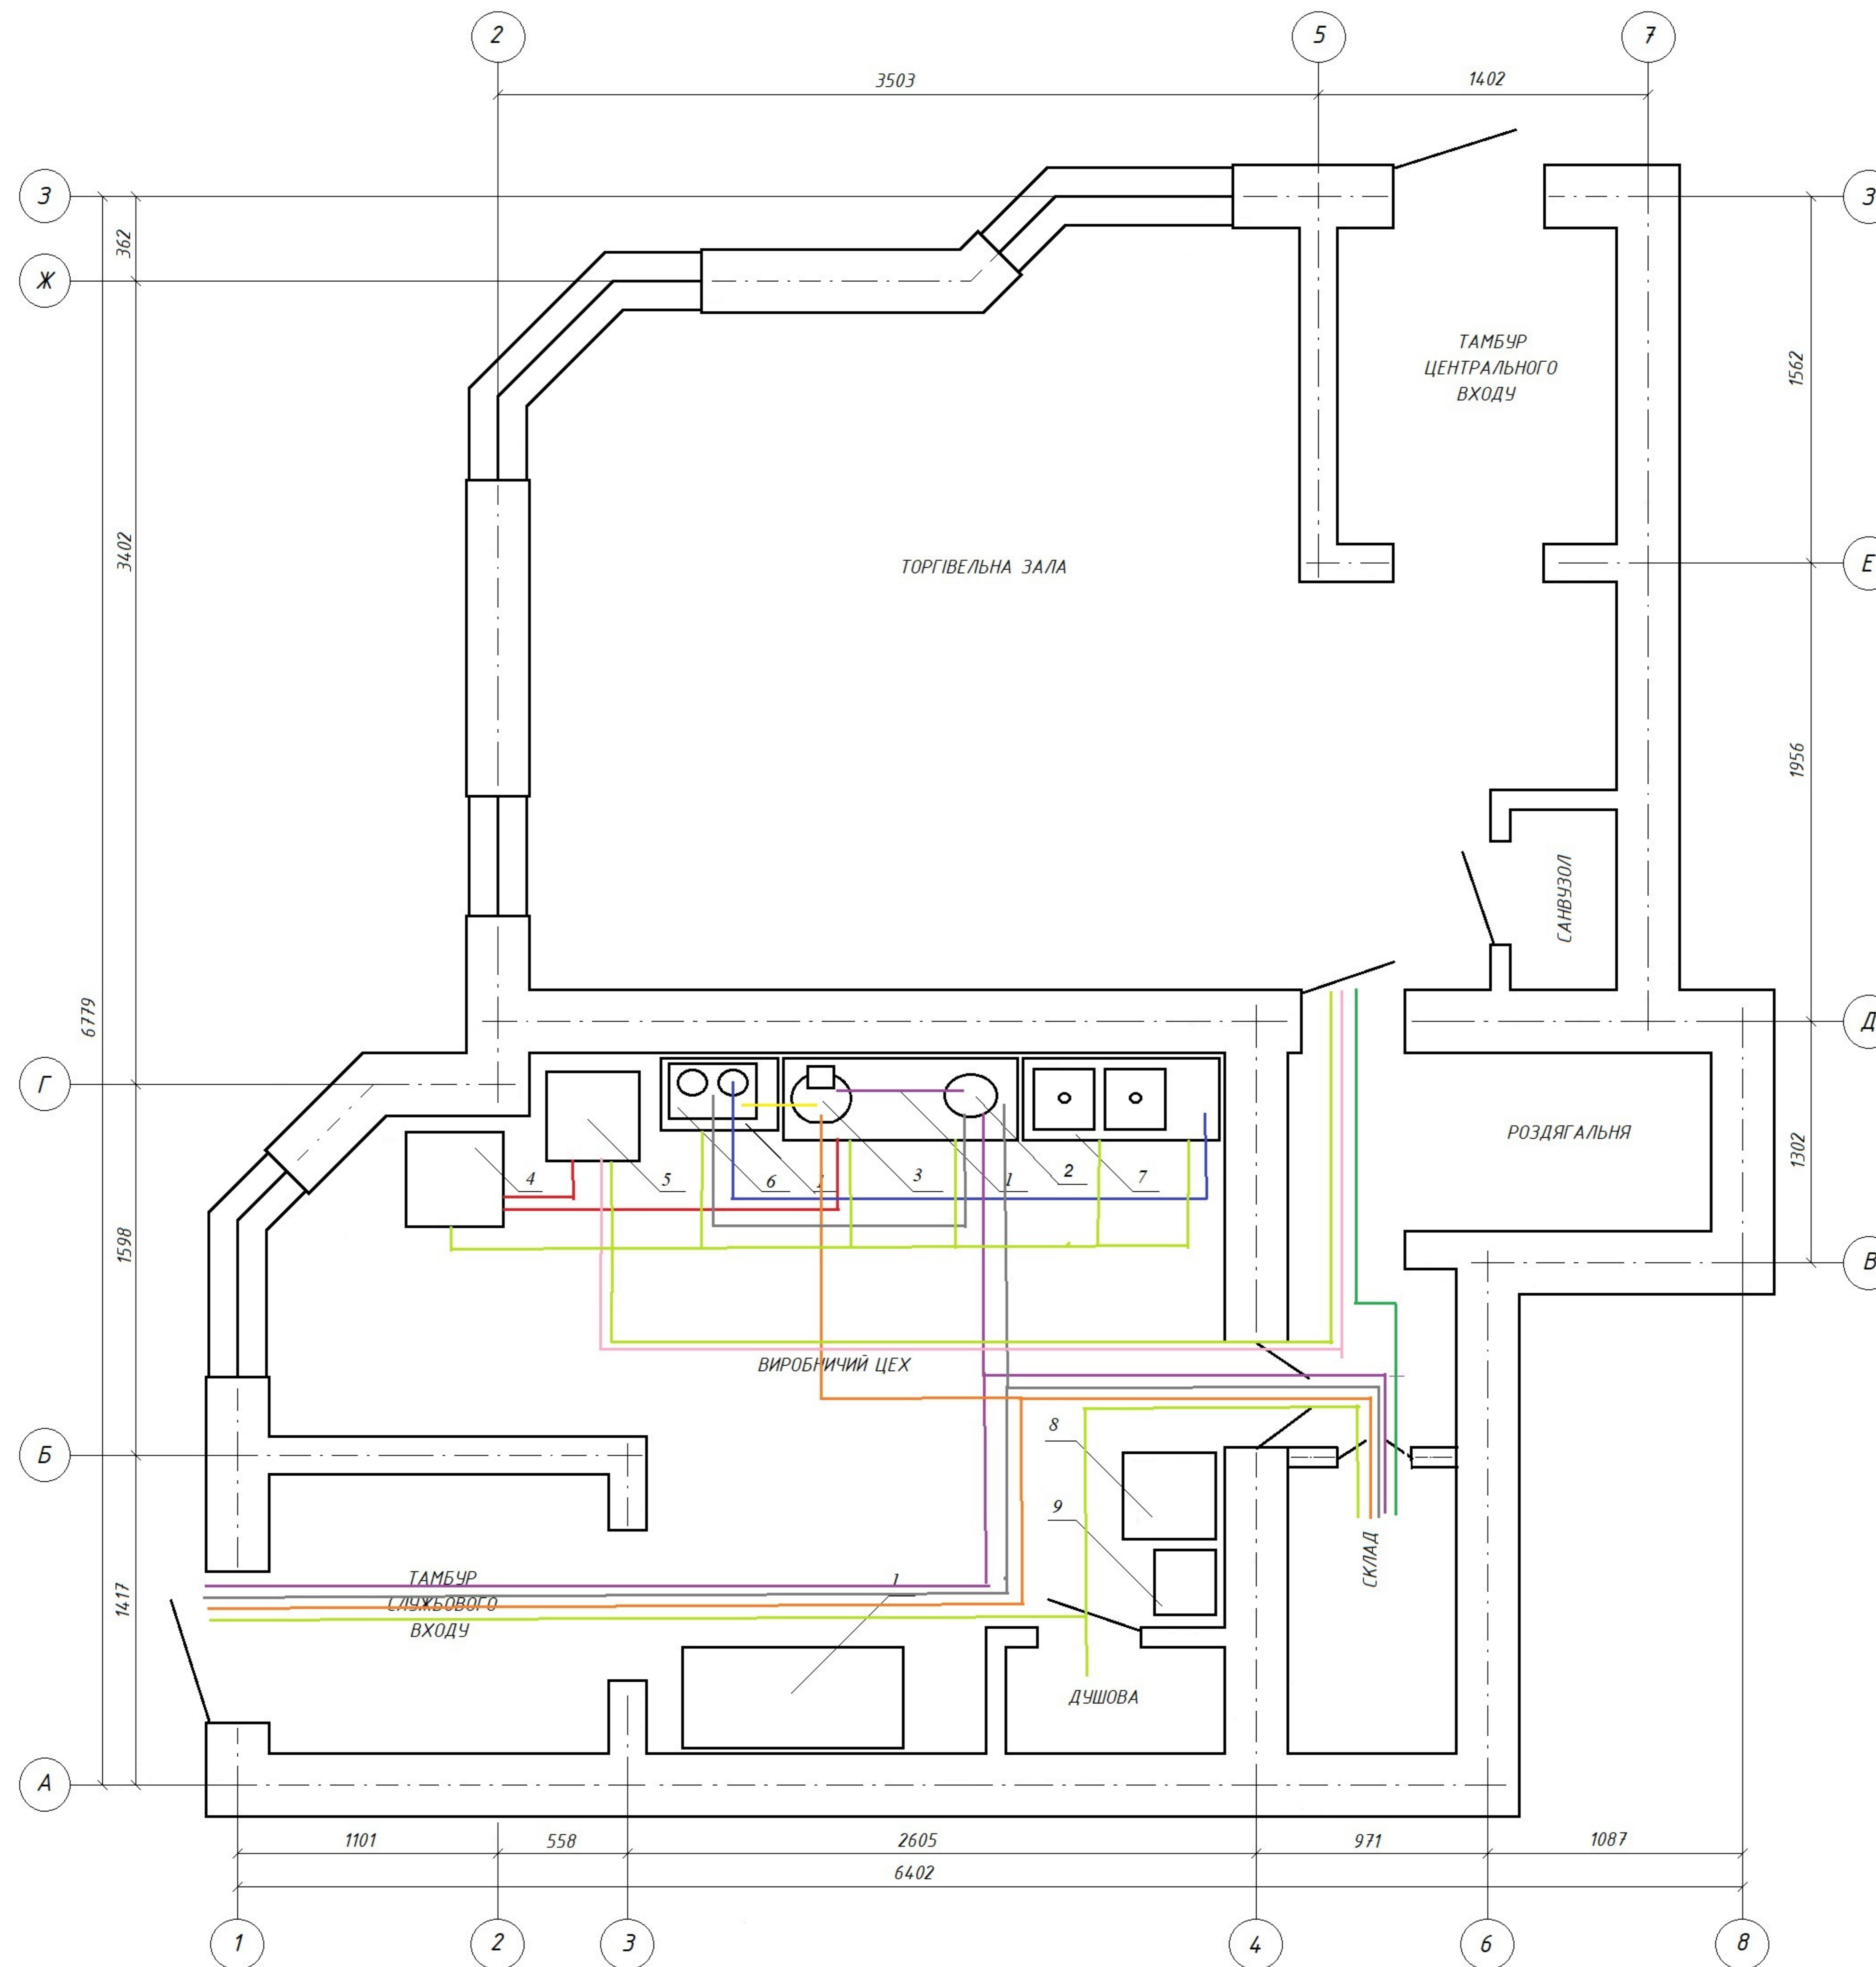 2
5
7
3503
1402
З
З
362
Ж
ТАМБУР
ЦЕНТРАЛЬНОГО
ВХОДУ
1562
3402
ТОРГІВЕЛЬНА ЗАЛА
Е
1956
САНВУЗОЛ
6779
Д
Г
РОЗДЯГАЛЬНЯ
1302
4
5
6
1
3
1
2
7
1598
В
ВИРОБНИЧИЙ ЦЕХ
Б
8
9
СКЛАД
1417
ТАМБУР
СЛУЖБОВОГО
ВХОДУ
1
ДУШОВА
А
1101
558
2605
971
1087
6402
1
2
3
4
6
8